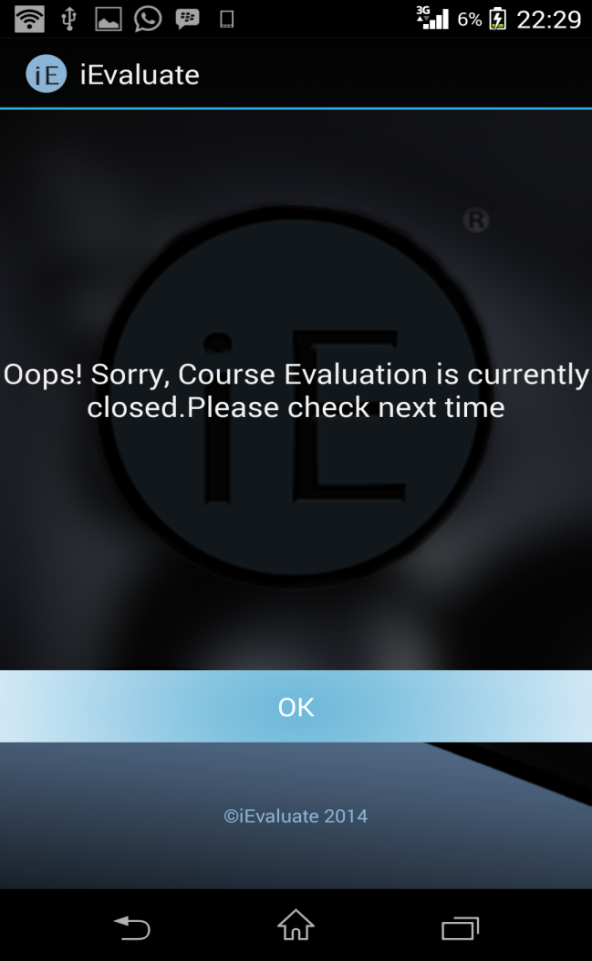 3G 6% 22:29
iE iEvaluate
®
iE
Oops! Sorry, Course Evaluation is currently
closed.Please check next time
OK
©iEvaluate 2014